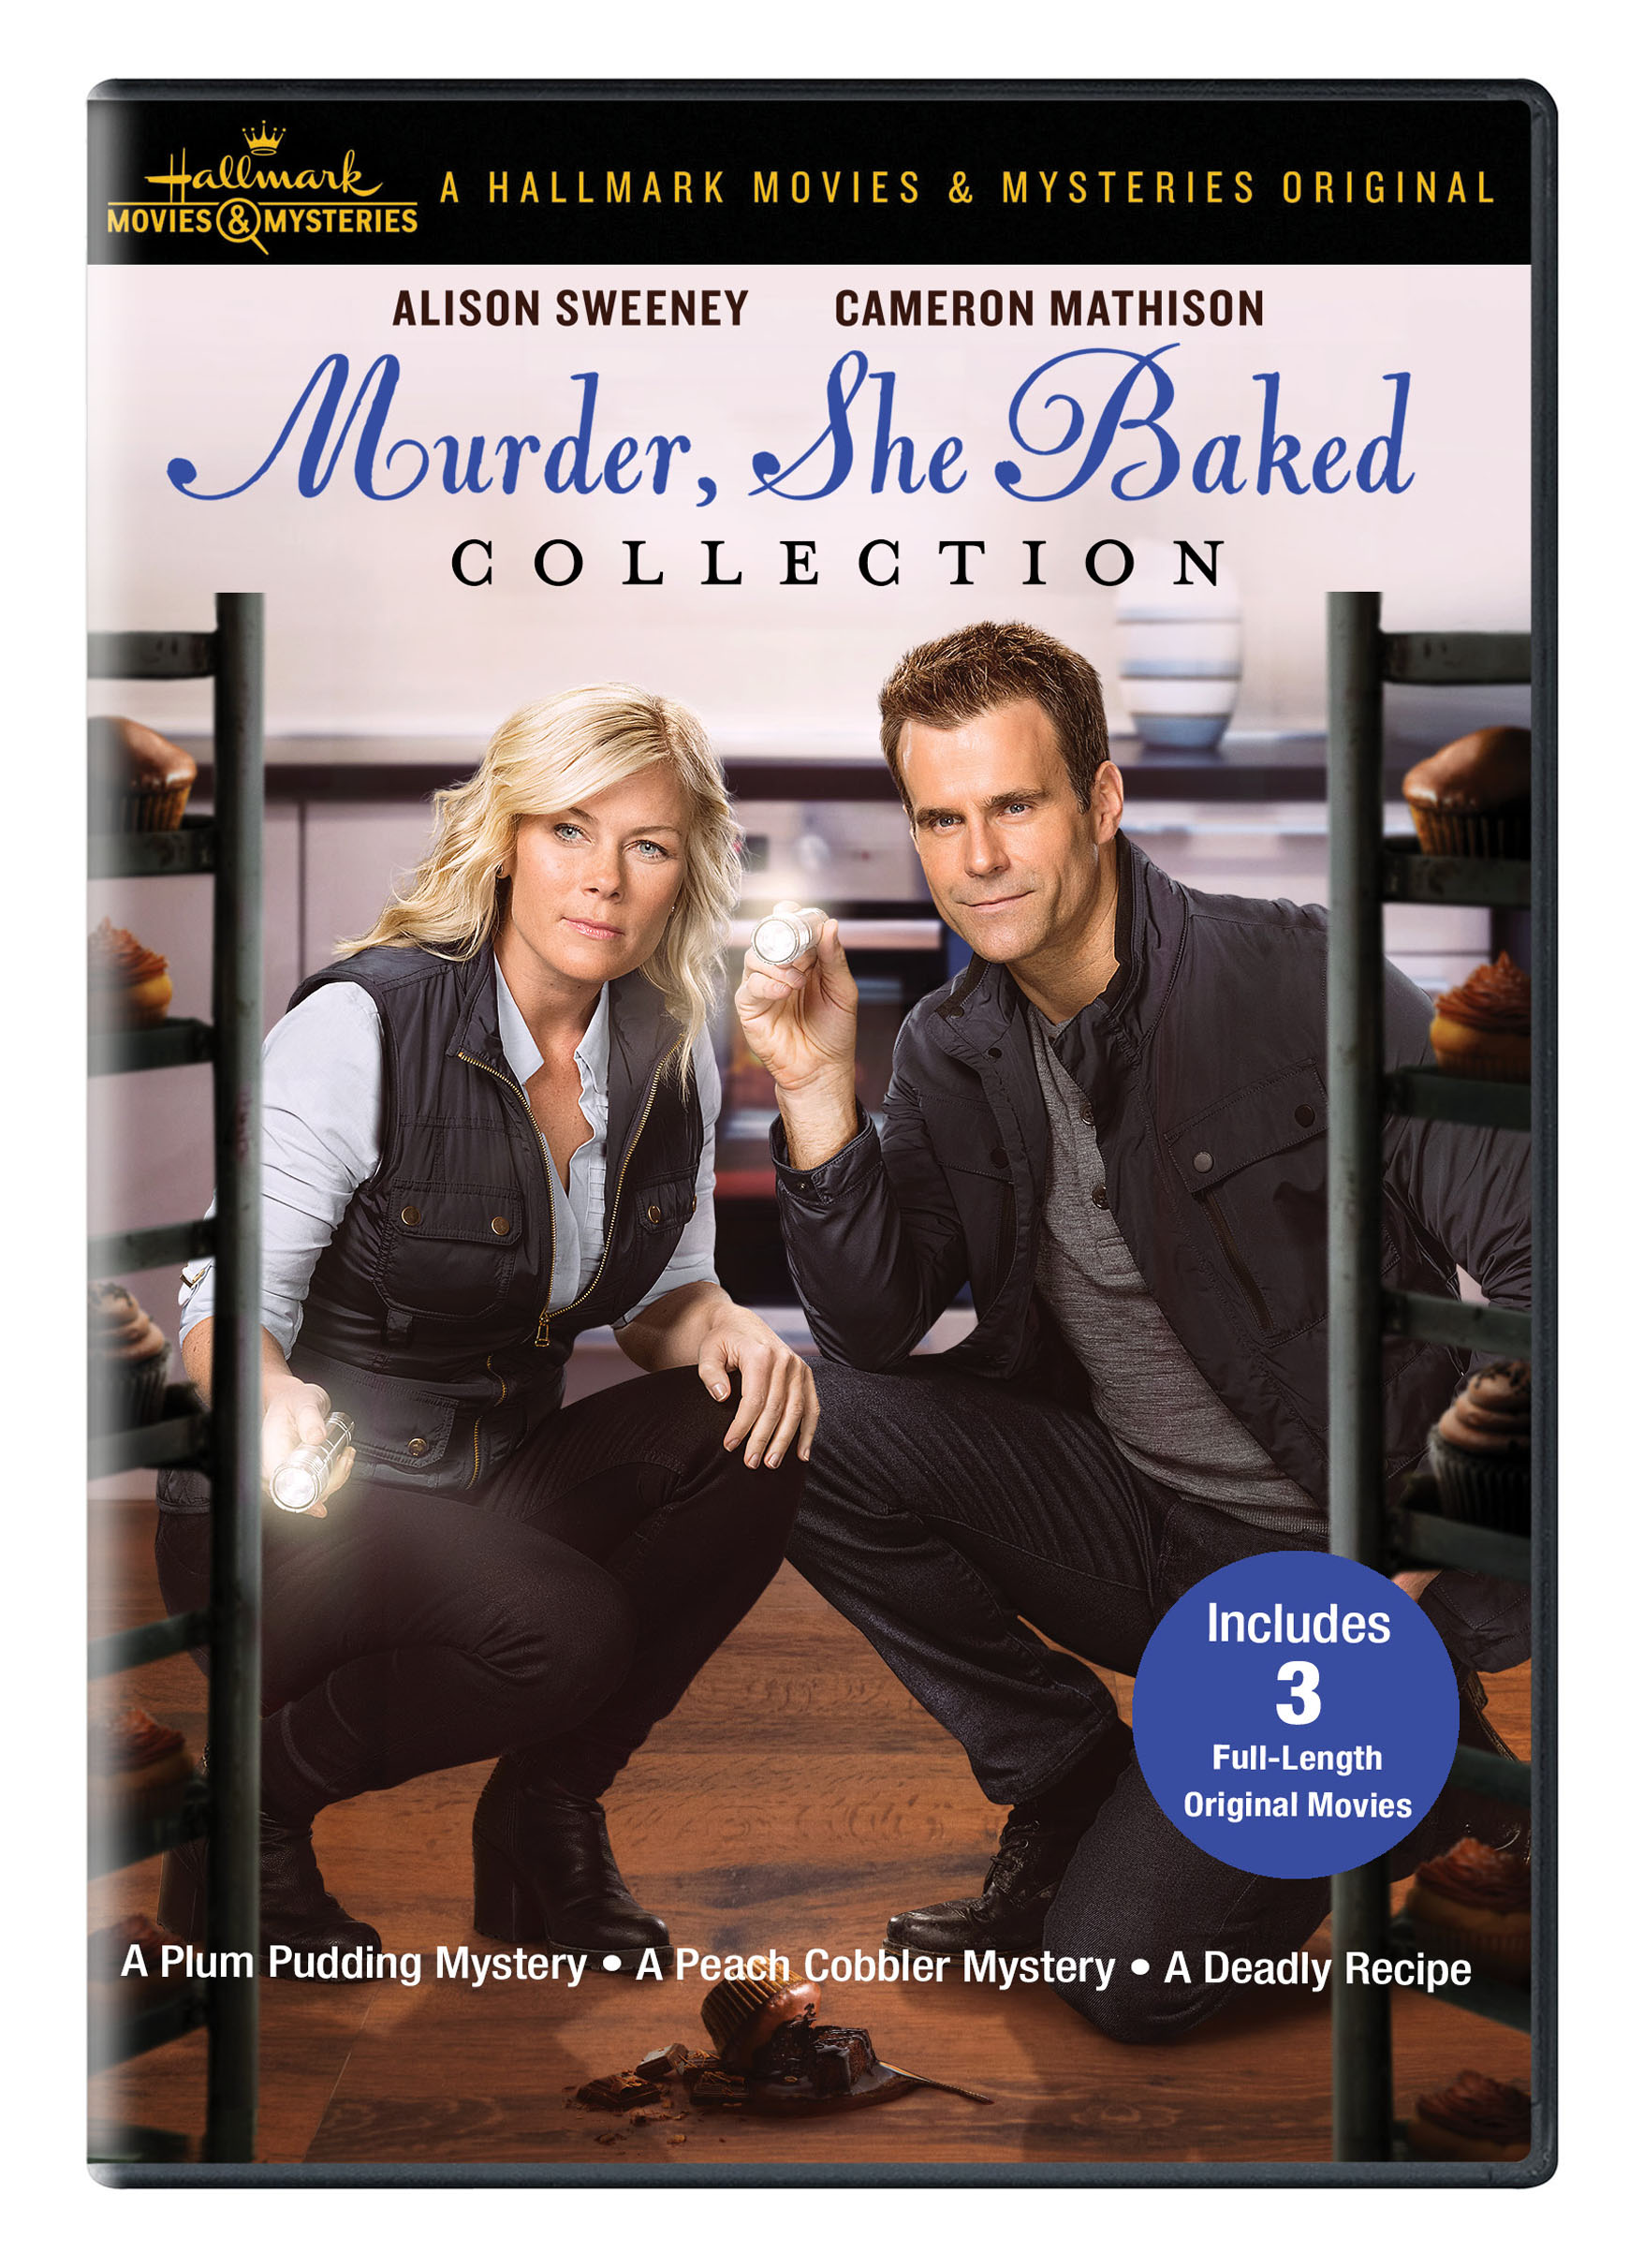 Hallmark
MOVIES & MYSTERIES
A HALLMARK MOVIES & MYSTERIES ORIGINAL
ALISON SWEENEY CAMERON MATHISON
Murder, She Baked
COLLECTION
Includes
3
Full-Length
Original Movies
A Plum Pudding Mystery • A Peach Cobbler Mystery • A Deadly Recipe